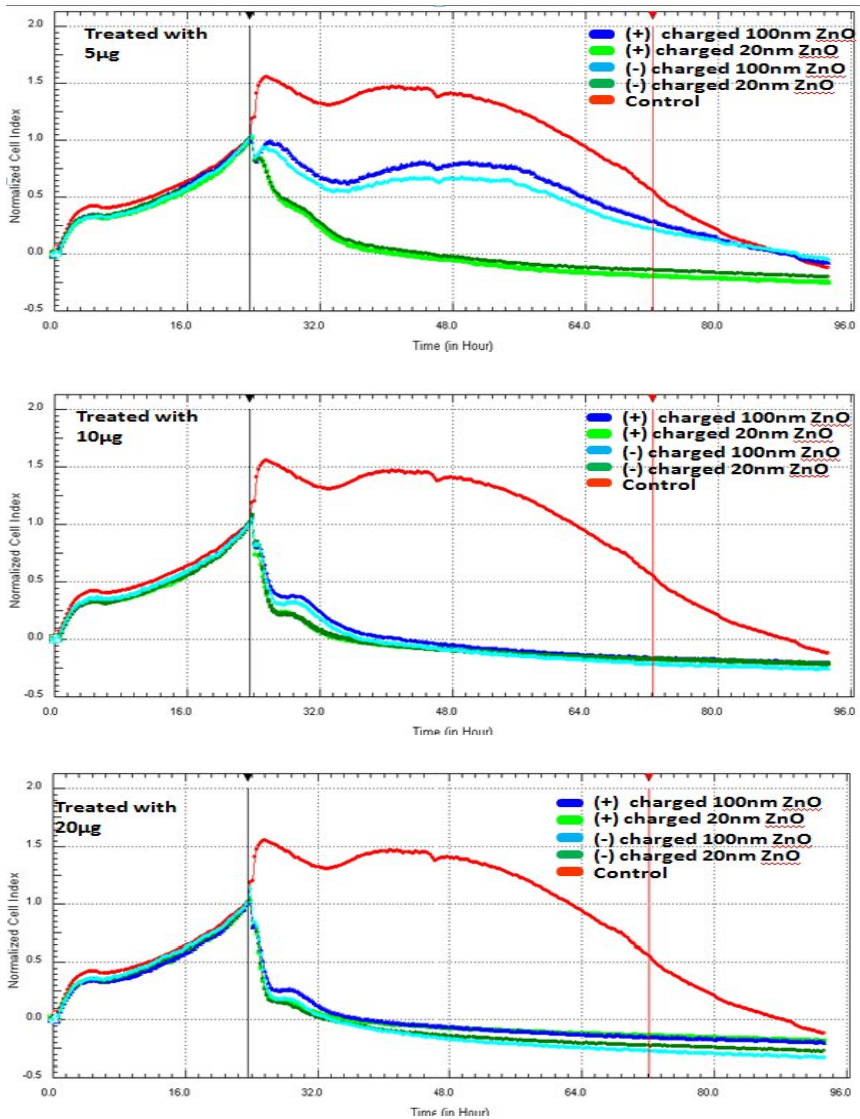 Treated with
5µg
(+) charged 100nm ZnO
(+) charged 20nm ZnO
(-) charged 100nm ZnO
(-) charged 20nm ZnO
Control
Normalized Cell Index
2.0
1.5
1.0
0.5
0.0
-0.5
0.0 16.0 32.0 48.0 64.0 80.0 96.0
Time (in Hour)
Treated with
10µg
(+) charged 100nm ZnO
(+) charged 20nm ZnO
(-) charged 100nm ZnO
(-) charged 20nm ZnO
Control
Normalized Cell Index
2.0
1.5
1.0
0.5
0.0
-0.5
0.0 16.0 32.0 48.0 64.0 80.0 96.0
Time (in Hour)
Treated with
20µg
(+) charged 100nm ZnO
(+) charged 20nm ZnO
(-) charged 100nm ZnO
(-) charged 20nm ZnO
Control
Normalized Cell Index
2.0
1.5
1.0
0.5
0.0
-0.5
0.0 16.0 32.0 48.0 64.0 80.0 96.0
Time (in Hour)